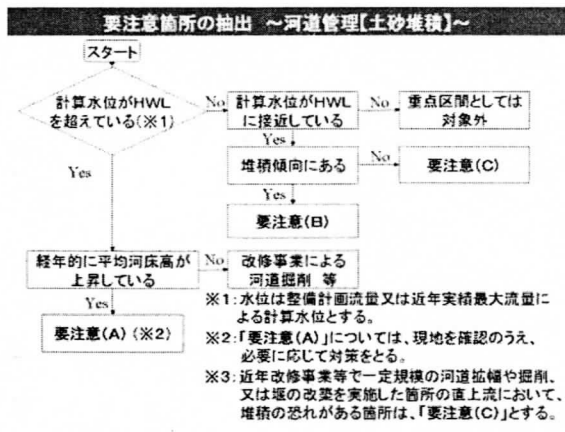 要注意箇所の抽出 ～河道管理【土砂堆積】～
スタート
計算水位がHWL
を超えている(※1)
No
計算水位がHWL
に接近している
No
重点区間としては
対象外
Yes
堆積傾向にある
No
要注意(C)
Yes
Yes
要注意(B)
経年的に平均河床高が
上昇している
No
改修事業による
河道掘削 等
Yes
要注意(A) (※2)
※1：水位は整備計画流量又は近年実績最大流量に
よる計算水位とする。
※2：「要注意(A)」については、現地を確認のうえ、
必要に応じて対策をとる。
※3：近年改修事業等で一定規模の河道拡幅や掘削、
又は堰の改築を実施した箇所の直上流において、
堆積の恐れがある箇所は、「要注意(C)」とする。